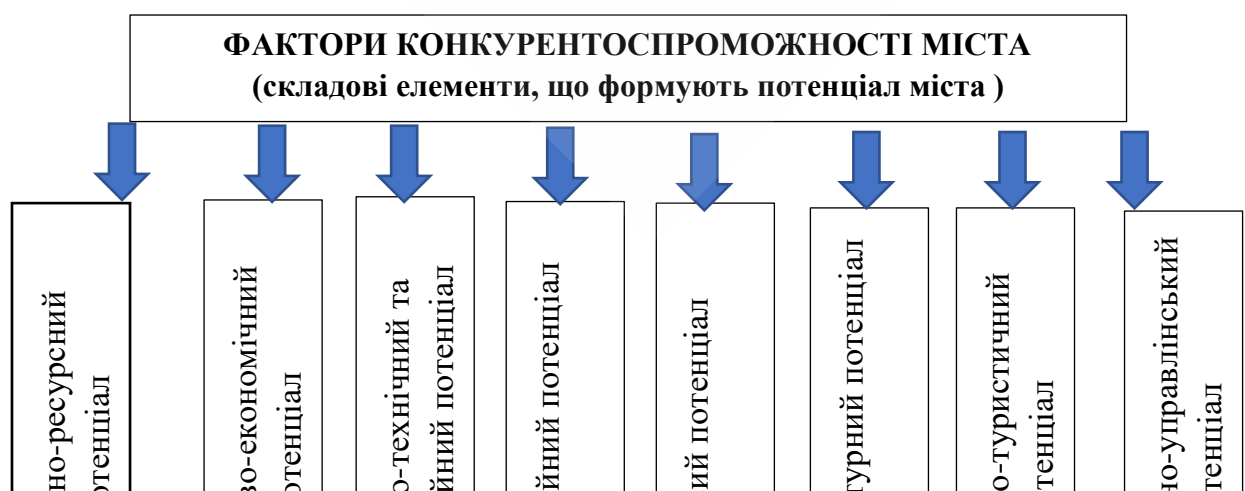 ФАКТОРИ КОНКУРЕНТОСПРОМОЖНОСТІ МІСТА
(складові елементи, що формують потенціал міста )
но-ресурсний
отенціал
во-економічний
отенціал
о-технічний та
йний потенціал
йний потенціал
ий потенціал
турний потенціал
о-туристичний
тенціал
но-управлінський
тенціал